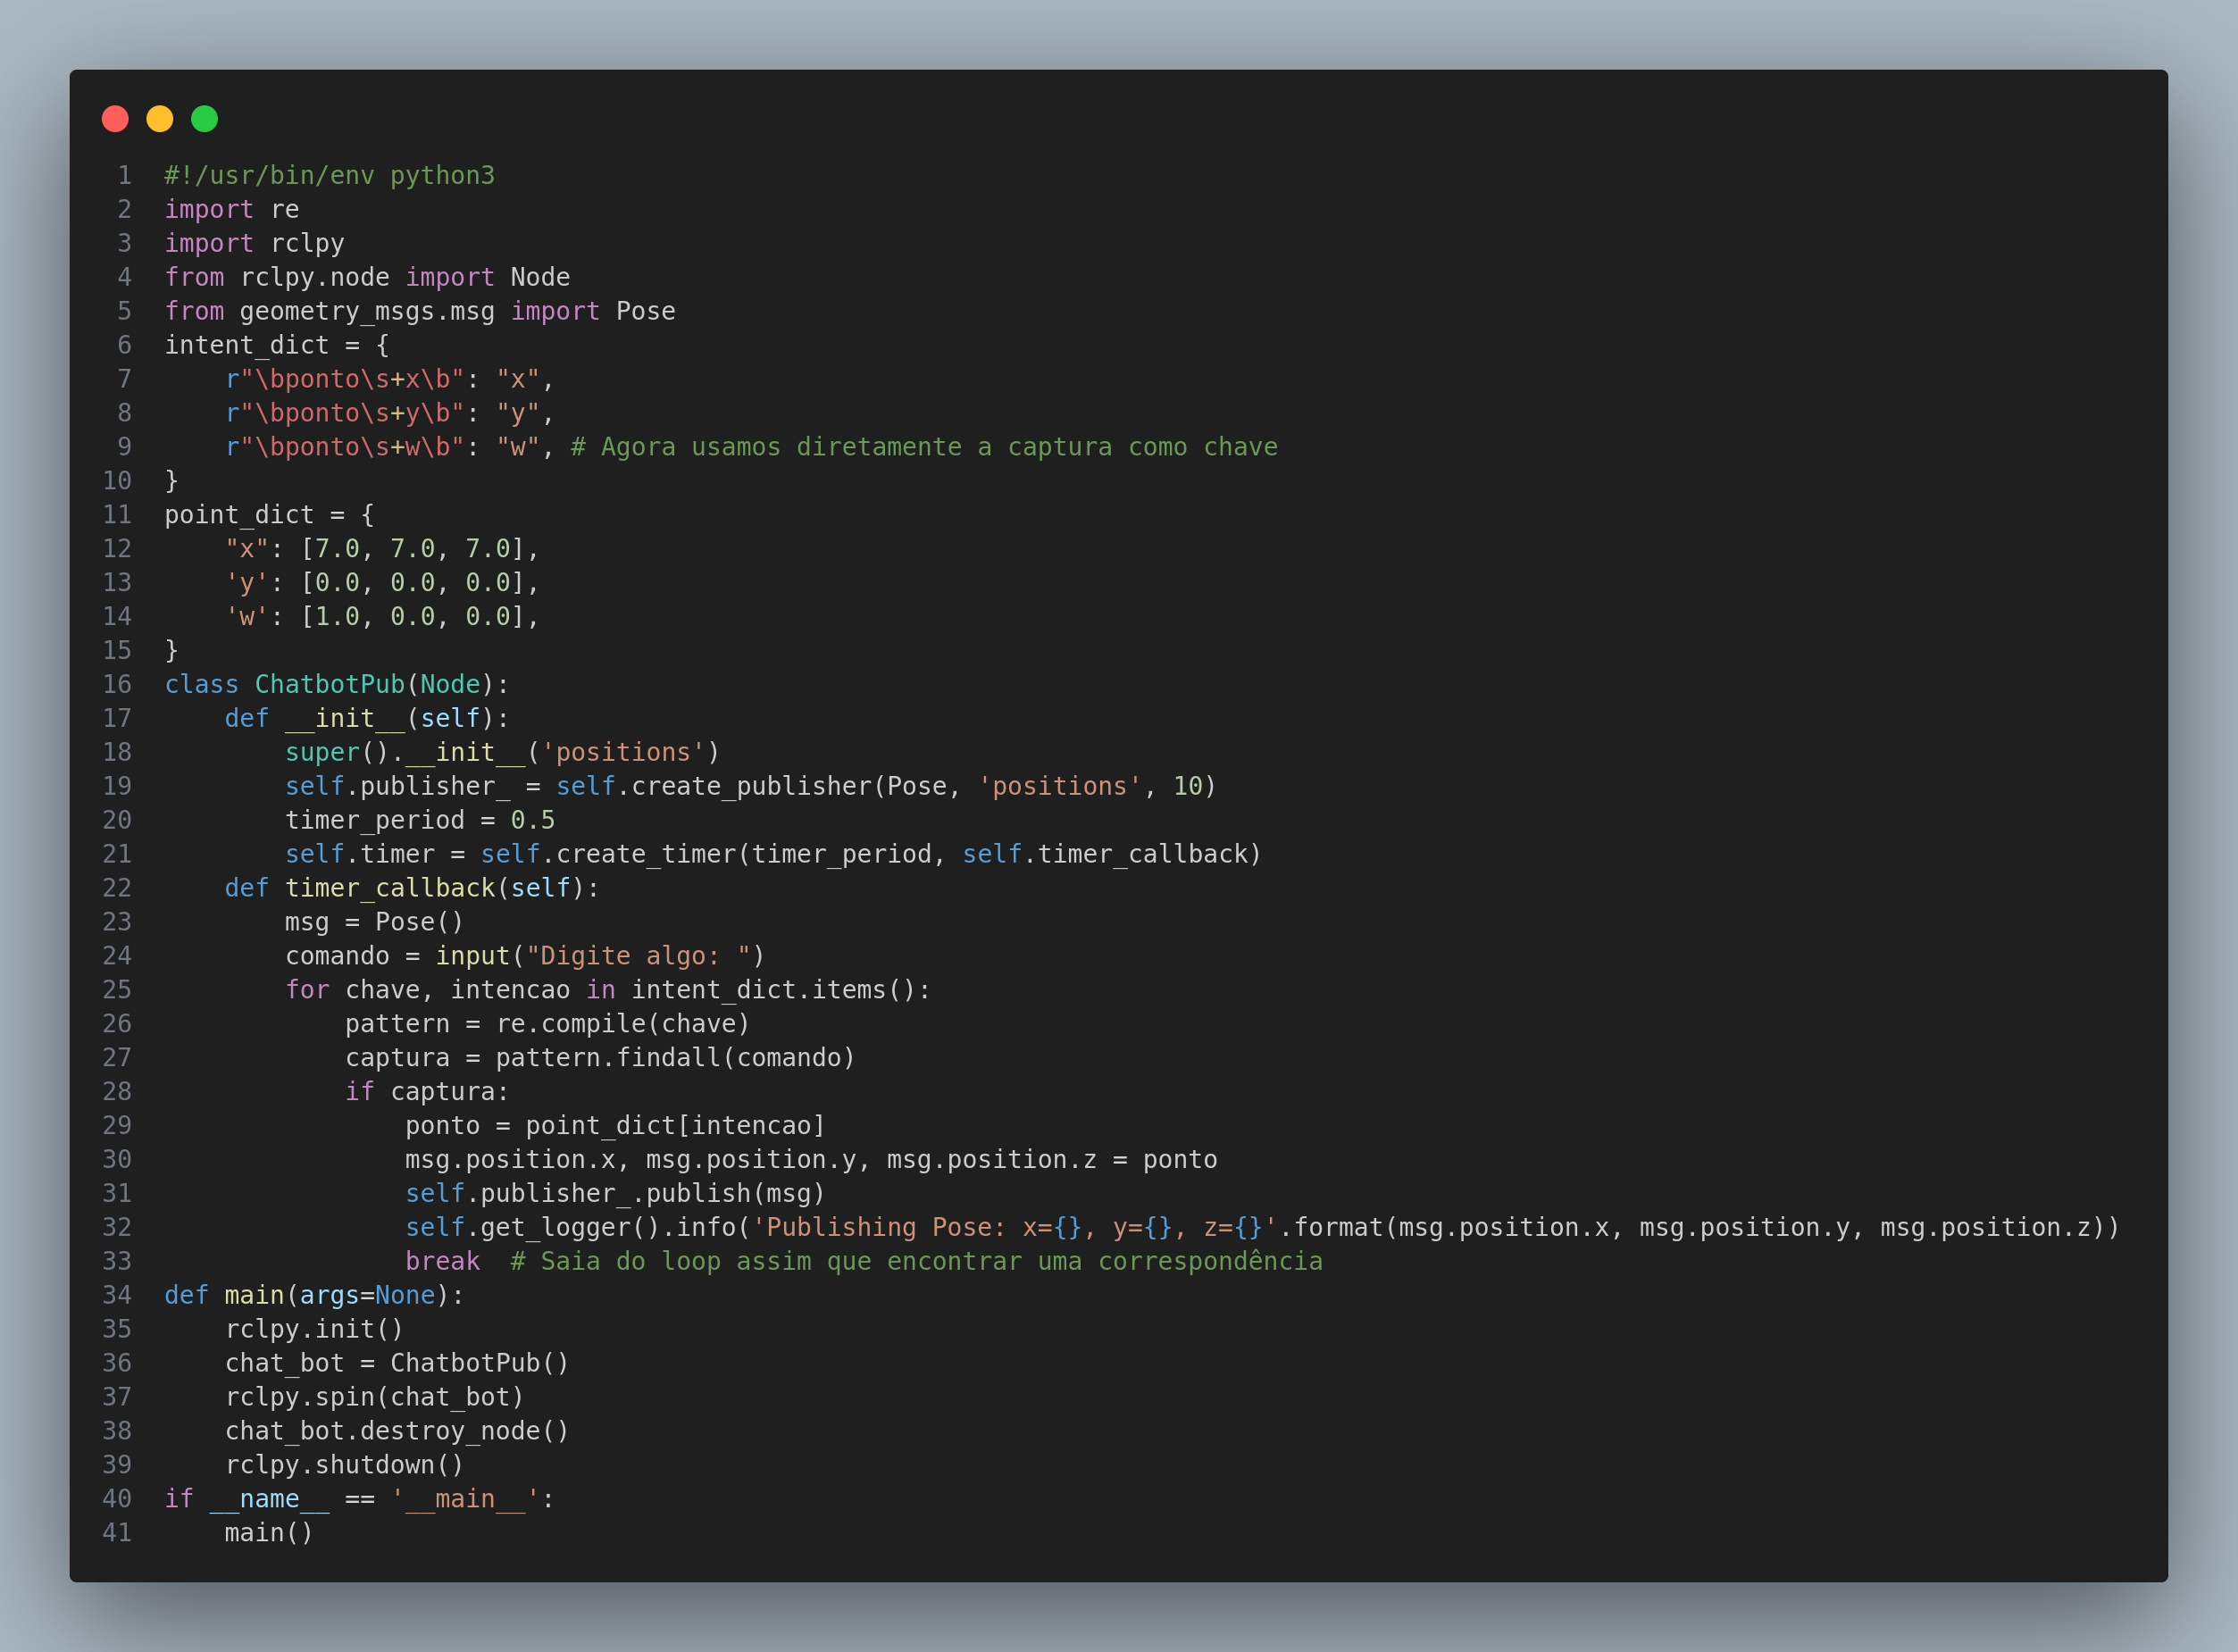 1 #!/usr/bin/env python3
2 import re
3 import rclpy
4 from rclpy.node import Node
5 from geometry_msgs.msg import Pose
6 intent_dict = {
7     r"\bponto\s+x\b": "x",
8     r"\bponto\s+y\b": "y",
9     r"\bponto\s+w\b": "w", # Agora usamos diretamente a captura como chave
10 }
11 point_dict = {
12     "x": [7.0, 7.0, 7.0],
13     'y': [0.0, 0.0, 0.0],
14     'w': [1.0, 0.0, 0.0],
15 }
16 class ChatbotPub(Node):
17     def __init__(self):
18         super().__init__('positions')
19         self.publisher_ = self.create_publisher(Pose, 'positions', 10)
20         timer_period = 0.5
21         self.timer = self.create_timer(timer_period, self.timer_callback)
22     def timer_callback(self):
23         msg = Pose()
24         comando = input("Digite algo: ")
25         for chave, intencao in intent_dict.items():
26             pattern = re.compile(chave)
27             captura = pattern.findall(comando)
28             if captura:
29                 ponto = point_dict[intencao]
30                 msg.position.x, msg.position.y, msg.position.z = ponto
31                 self.publisher_.publish(msg)
32                 self.get_logger().info('Publishing Pose: x={}, y={}, z={}'.format(msg.position.x, msg.position.y, msg.position.z))
33                 break  # Saia do loop assim que encontrar uma correspondência
34 def main(args=None):
35     rclpy.init()
36     chat_bot = ChatbotPub()
37     rclpy.spin(chat_bot)
38     chat_bot.destroy_node()
39     rclpy.shutdown()
40 if __name__ == '__main__':
41     main()